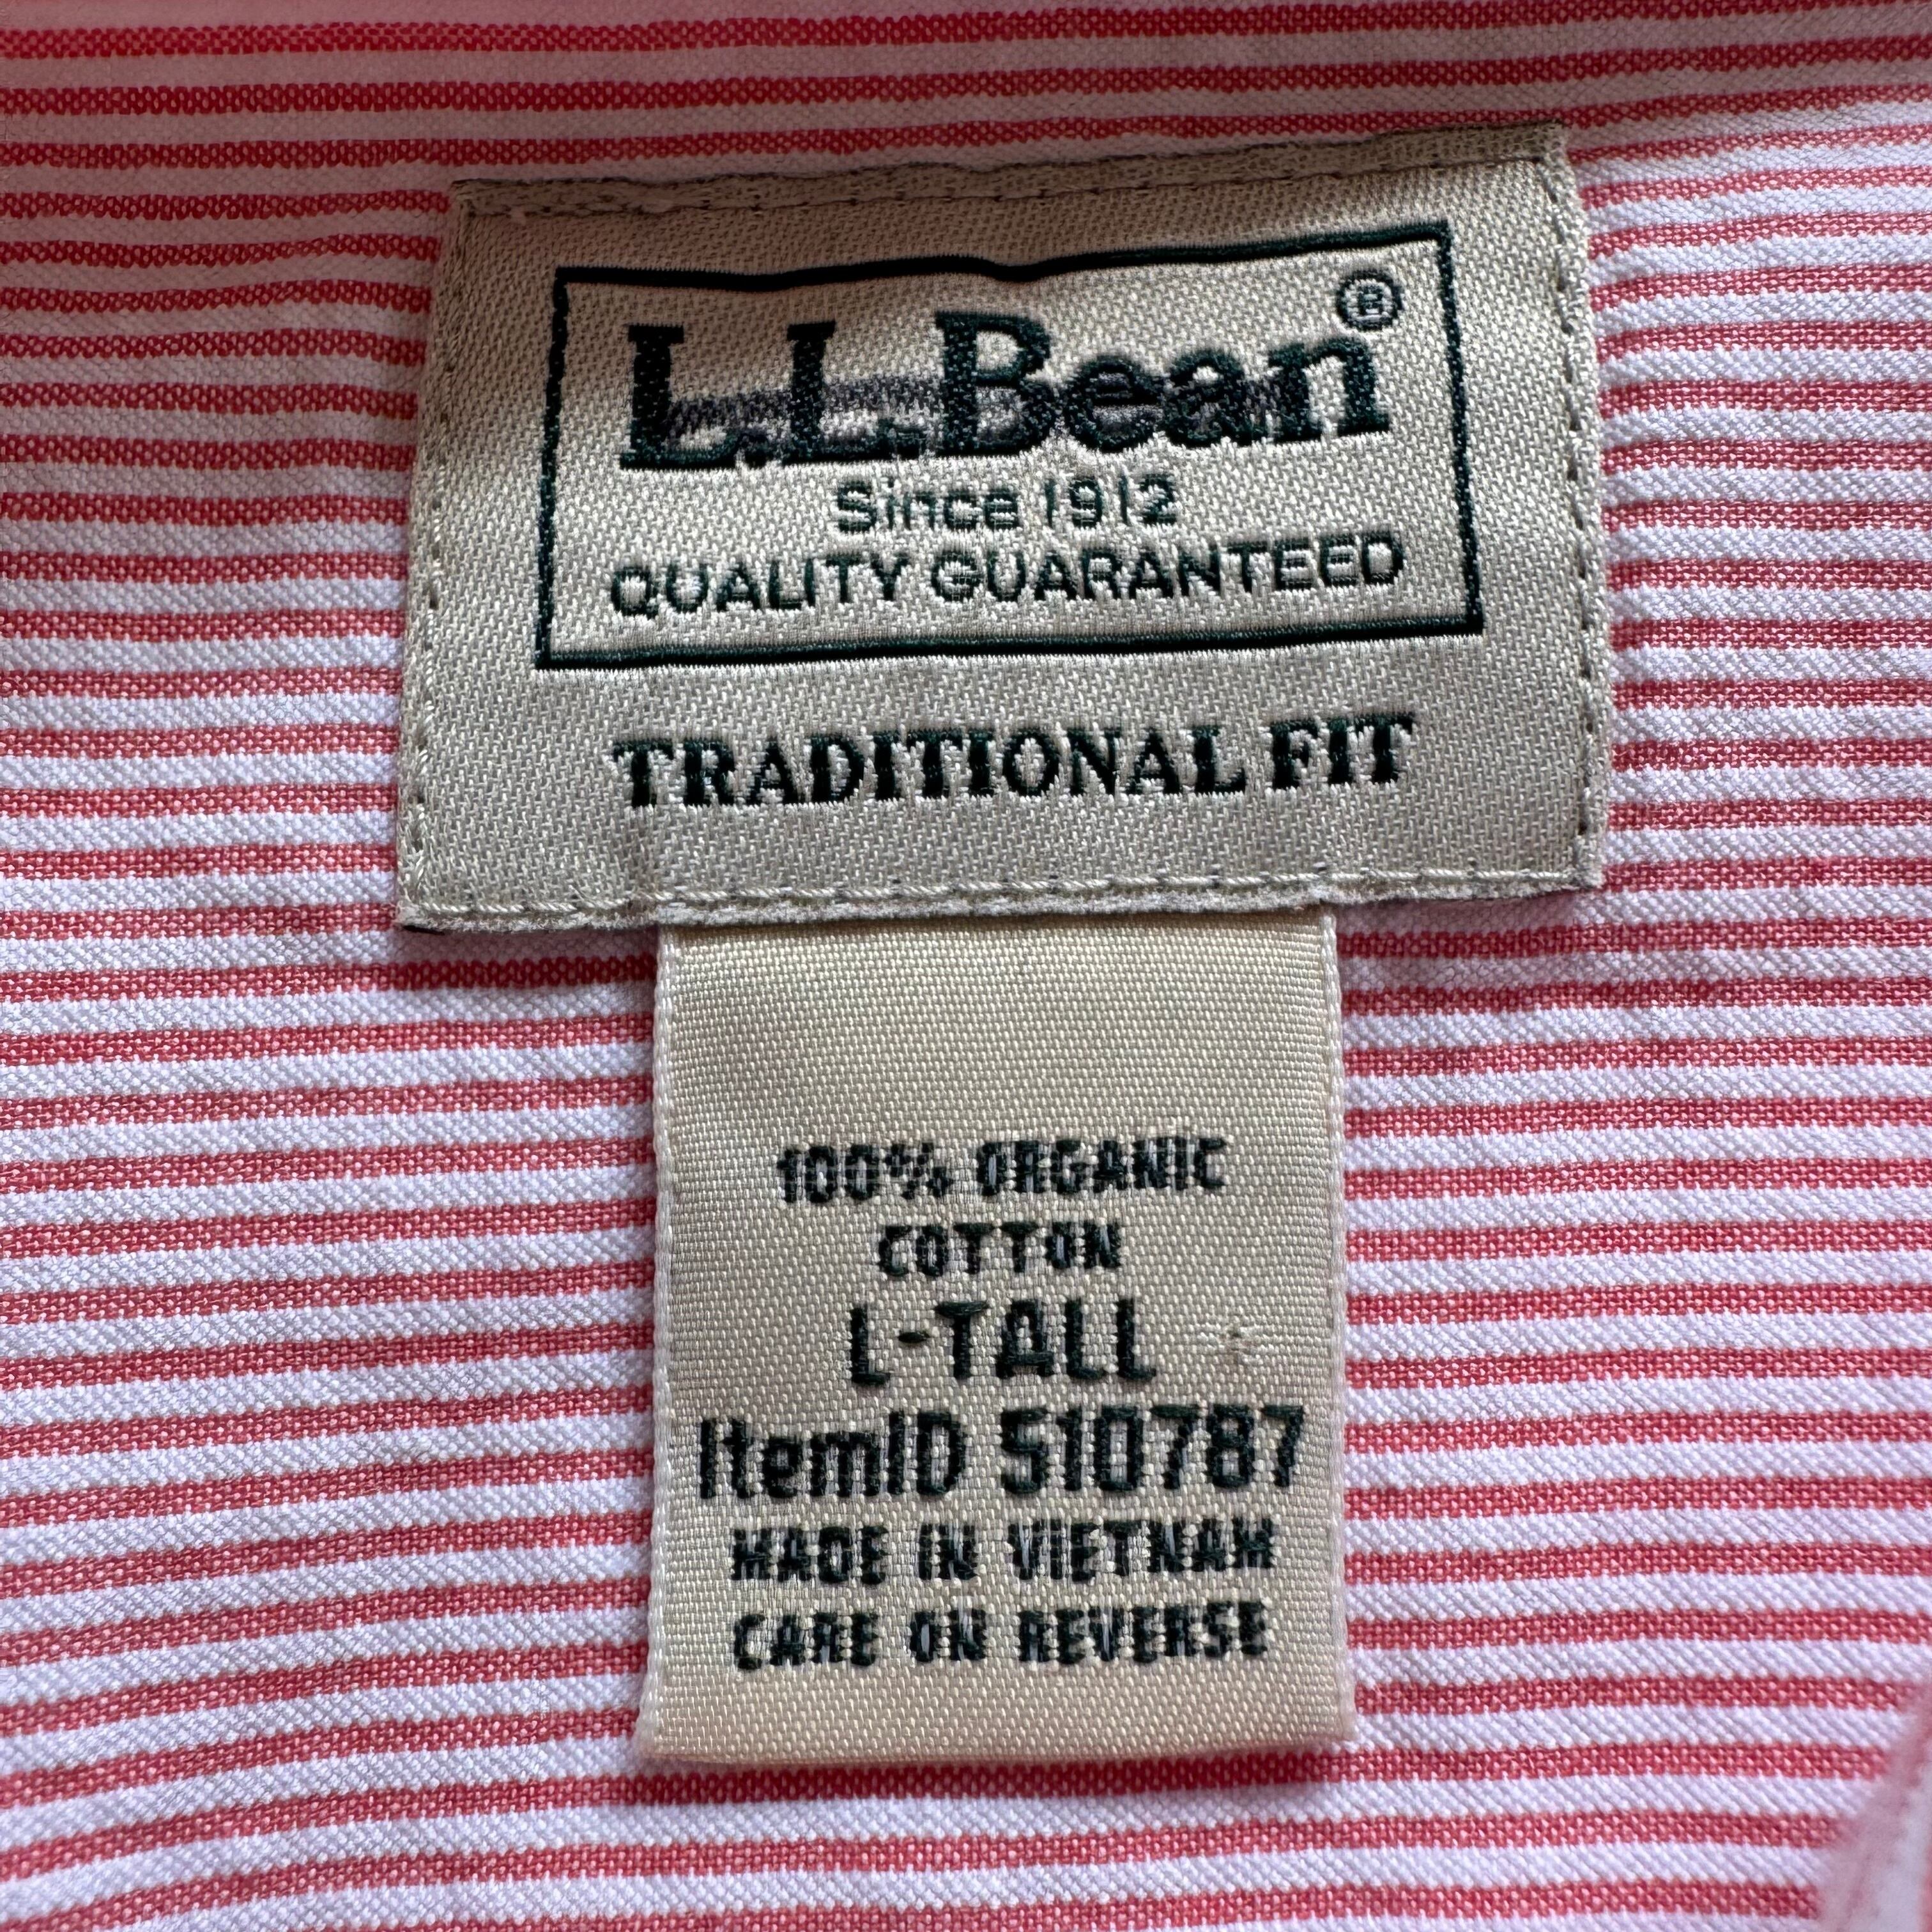 L.L.Bean®
Since 1912
QUALITY GUARANTEED
TRADITIONAL FIT
100% ORGANIC
COTTON
L-TALL
ItemID 510787
MADE IN VIETNAM
CARE ON REVERSE